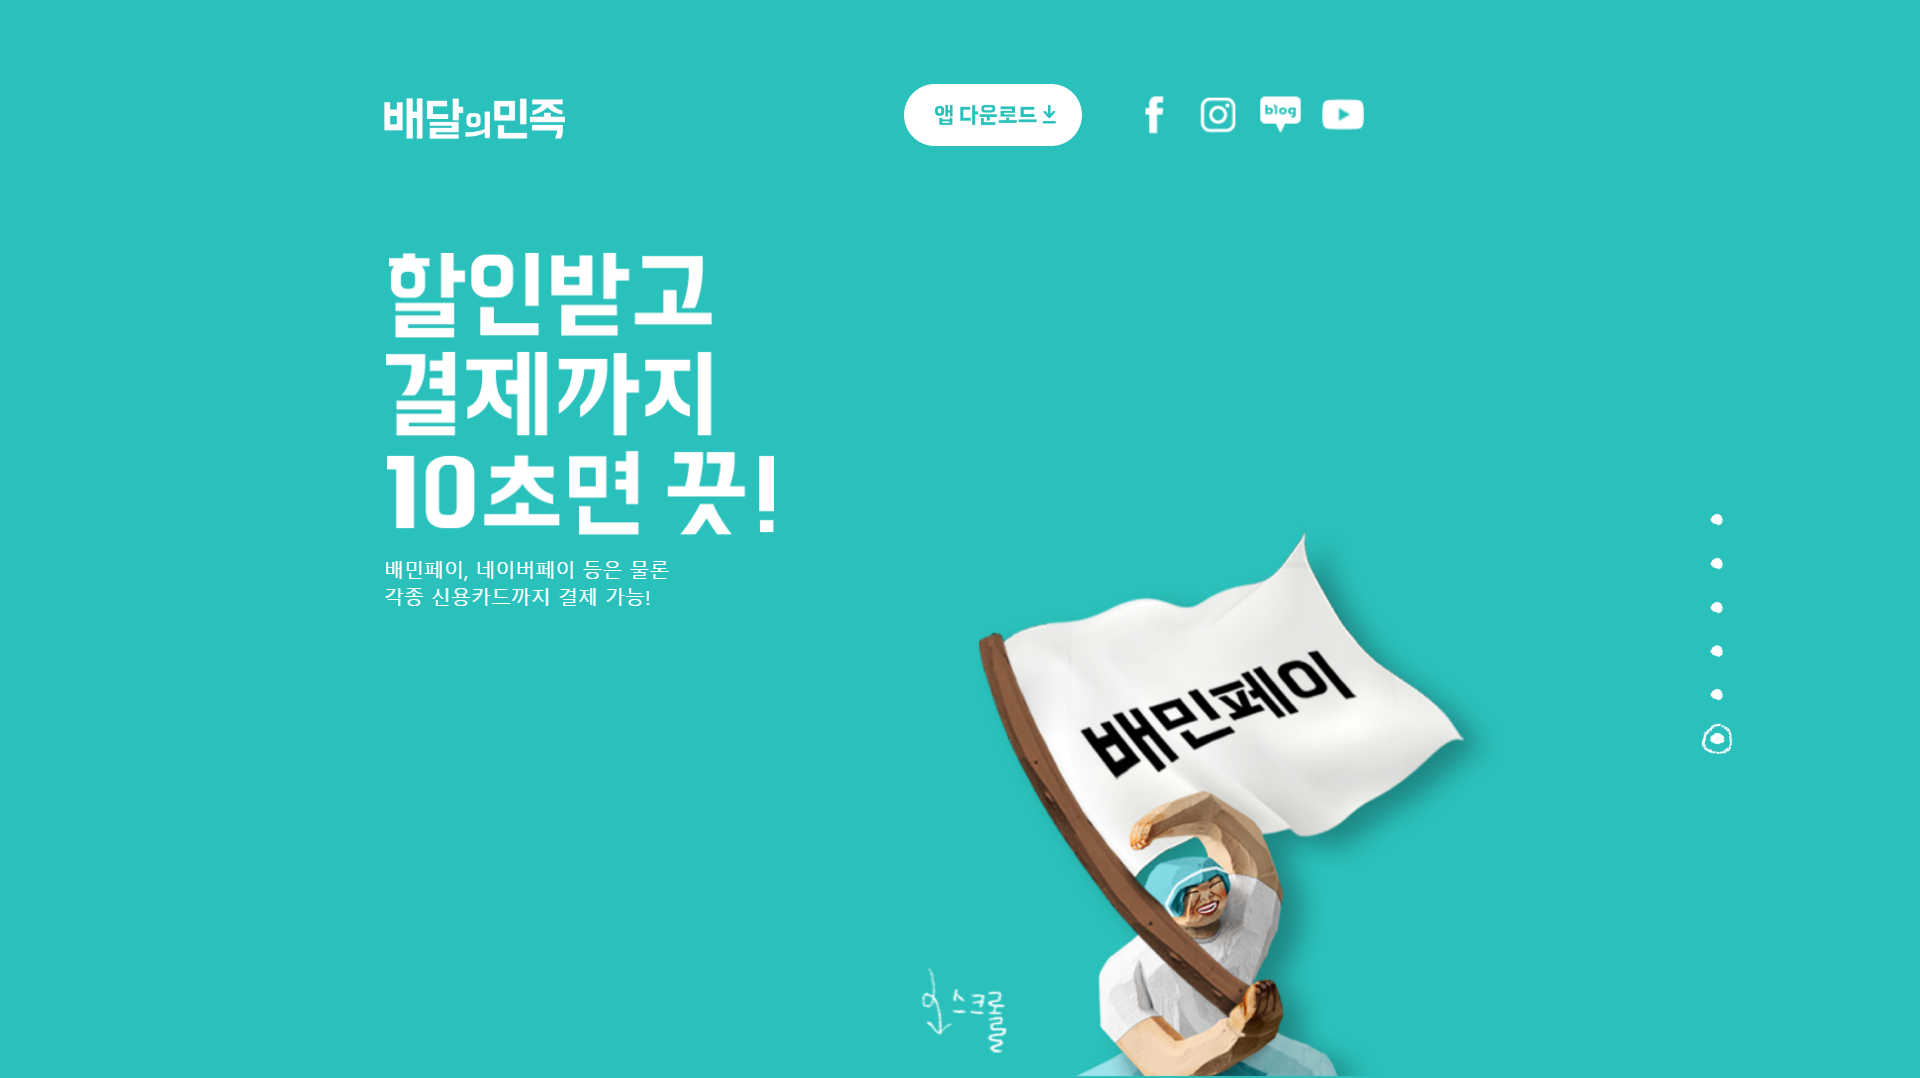 배달의민족
앱 다운로드
blog
할인받고
결제까지
10초면 끗!
배민페이, 네이버페이 등은 물론
각종 신용카드까지 결제 가능!
배민페이
스크롤